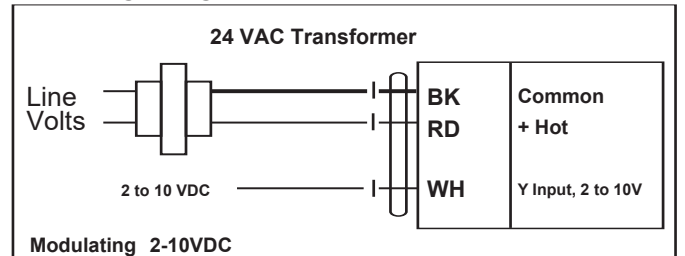 24 VAC Transformer
Line
Volts
BK Common
RD + Hot
2 to 10 VDC WH Y Input, 2 to 10V
Modulating 2-10VDC